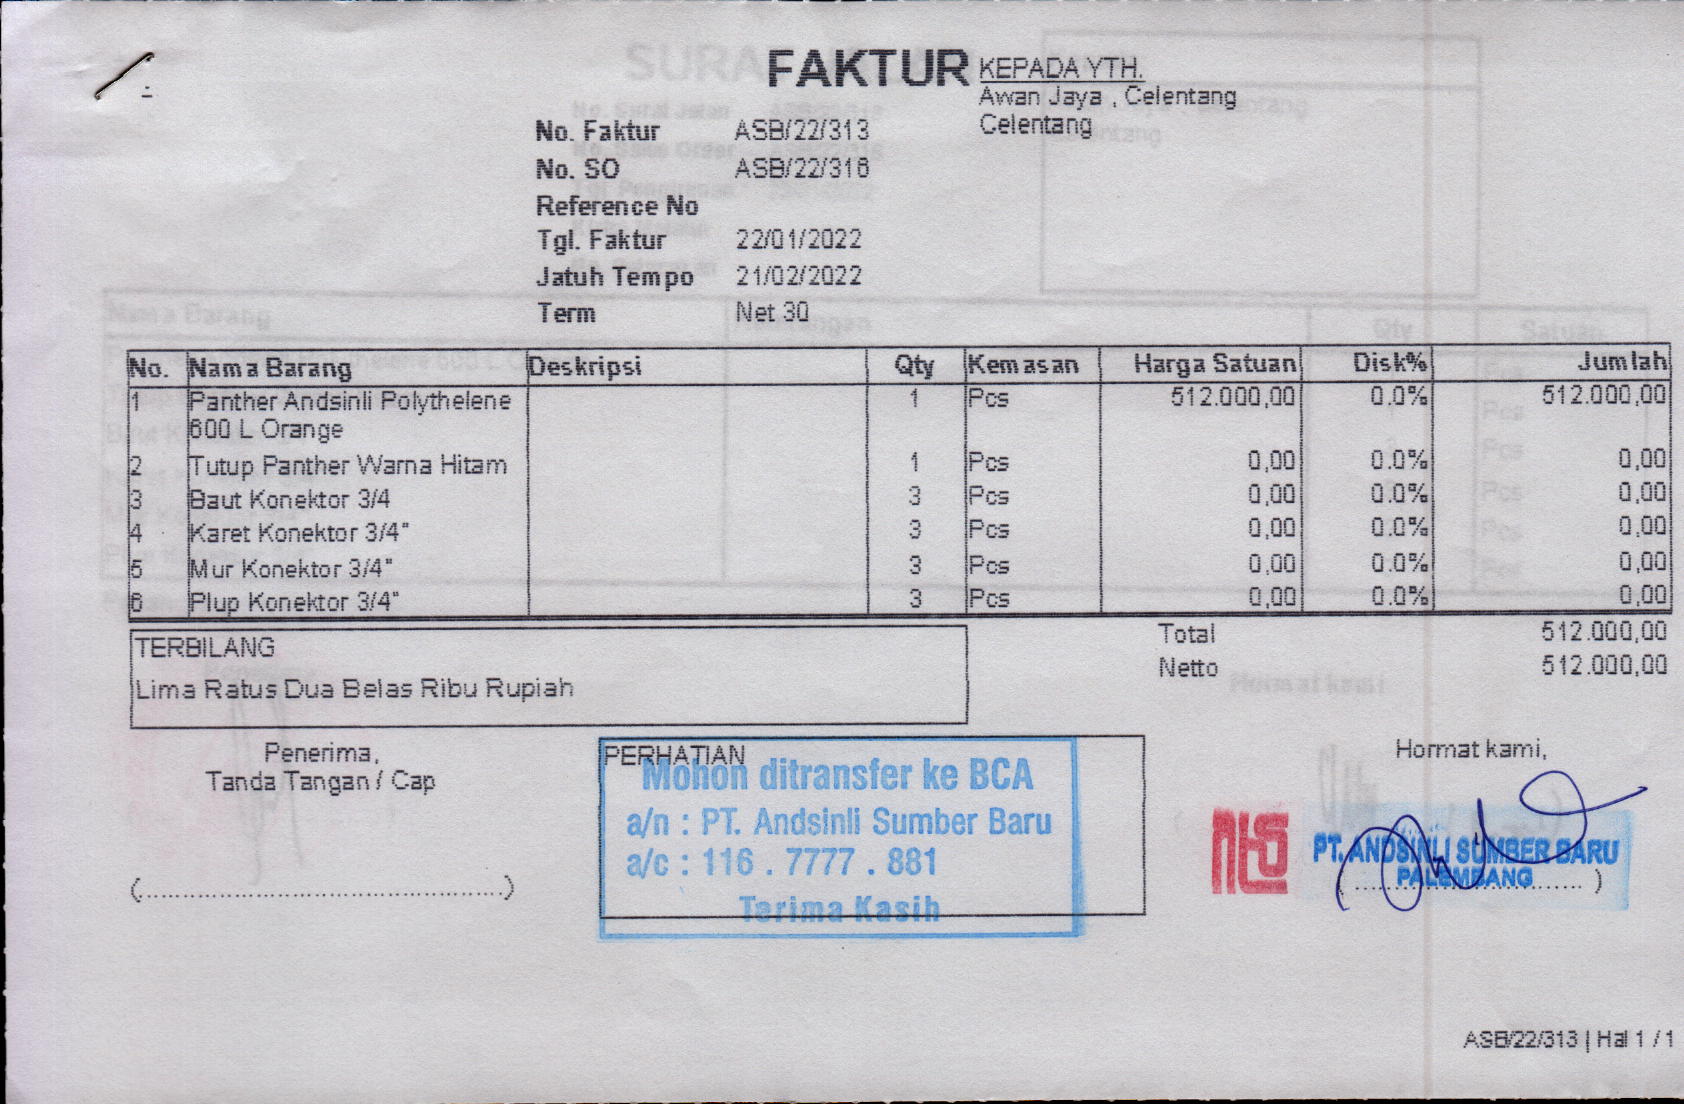 FAKTUR
KEPADA YTH.
Awan Jaya , Celentang
Celentang
No. Faktur ASB/22/313
No. SO ASB/22/316
Reference No
Tgl. Faktur 22/01/2022
Jatuh Tempo 21/02/2022
Term Net 30
No. Nama Barang Deskripsi Qty Kemasan Harga Satuan Disk% Jumlah
1 Panther Andsinli Polythelene 1 Pcs 512.000,00 0.0% 512.000,00
600 L Orange
2 Tutup Panther Warna Hitam 1 Pcs 0,00 0.0% 0,00
3 Baut Konektor 3/4 3 Pcs 0,00 0.0% 0,00
4 Karet Konektor 3/4" 3 Pcs 0,00 0.0% 0,00
5 Mur Konektor 3/4" 3 Pcs 0,00 0.0% 0,00
6 Plup Konektor 3/4" 3 Pcs 0,00 0.0% 0,00
Total 512.000,00
Netto 512.000,00
TERBILANG
Lima Ratus Dua Belas Ribu Rupiah
Penerima,
Tanda Tangan / Cap
(................................................)
PERHATIAN
Mohon ditransfer ke BCA
a/n : PT. Andsinli Sumber Baru
a/c : 116 . 7777 . 881
Terima Kasih
Hormat kami,
PT. ANDSINLI SUMBER BARU
PALEMBANG
ASB/22/313 | Hal 1 / 1